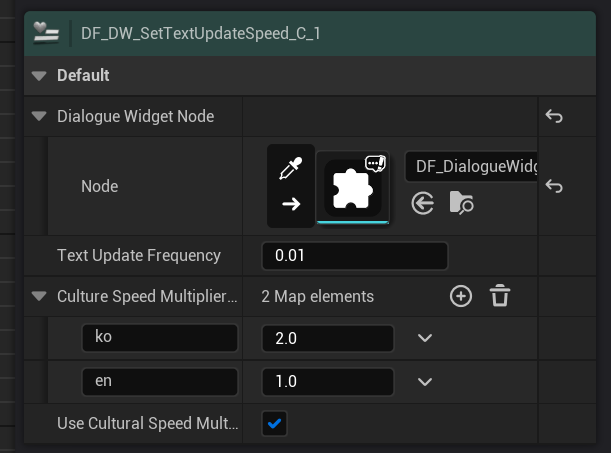 DF_DW_SetTextUpdateSpeed_C_1
Default
Dialogue Widget Node
Node
DF_DialogueWidg
Text Update Frequency
0.01
Culture Speed Multiplier...
2 Map elements
ko
2.0
en
1.0
Use Cultural Speed Mult...